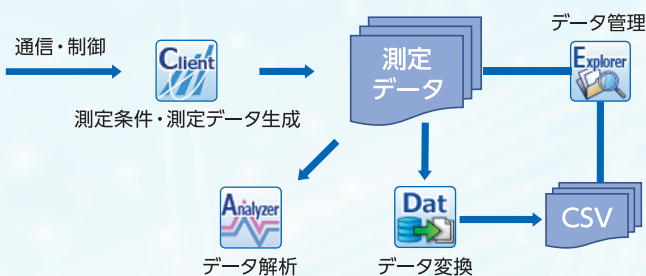 通信・制御
Client
測定条件・測定データ生成
測定
データ
データ管理
Explorer
Analyzer
データ解析
Dat
データ変換
CSV